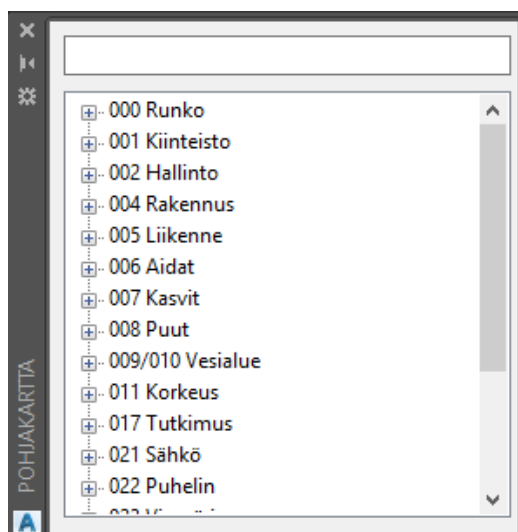 000 Runko
001 Kiinteisto
002 Hallinto
004 Rakennus
005 Liikenne
006 Aidat
007 Kasvit
008 Puut
009/010 Vesialue
011 Korkeus
017 Tutkimus
021 Sähkö
022 Puhelin
POHJAKARTTA